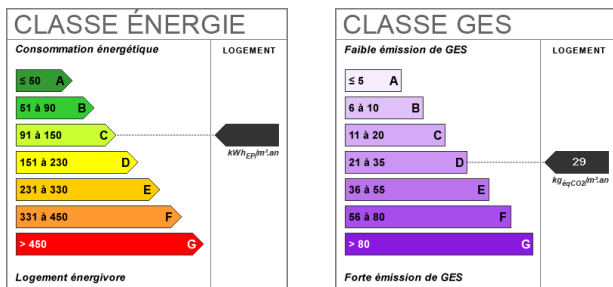 CLASSE ÉNERGIE
Consommation énergétique
LOGEMENT
≤ 50 A
51 à 90 B
91 à 150 C
151 à 230 D
231 à 330 E
331 à 450 F
> 450 G
kWhEP/m².an
Logement énergivore
CLASSE GES
Faible émission de GES
LOGEMENT
≤ 5 A
6 à 10 B
11 à 20 C
21 à 35 D
36 à 55 E
56 à 80 F
> 80 G
29
kgéqCO2/m².an
Forte émission de GES